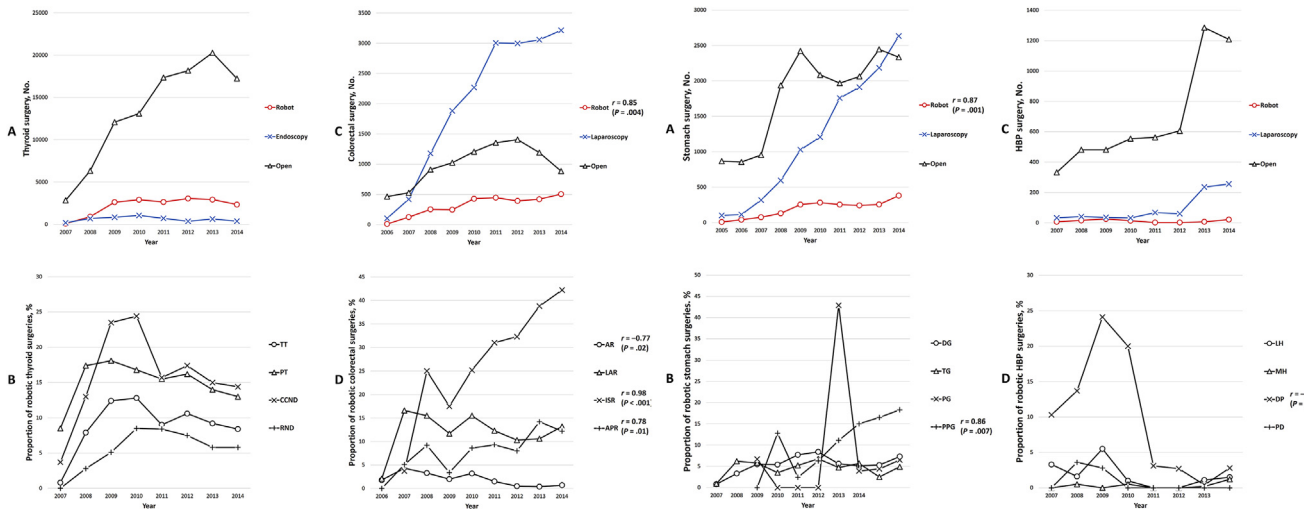 A
Thyroid surgery, No.
25000
20000
15000
10000
5000
0
2007 2008 2009 2010 2011 2012 2013 2014
Year
Robot
Endoscopy
Open
C
Colorectal surgery, No.
3500
3000
2500
2000
1500
1000
500
0
2006 2007 2008 2009 2010 2011 2012 2013 2014
Year
Robot
r = 0.85
(P = .004)
Laparoscopy
Open
A
Stomach surgery, No.
3000
2500
2000
1500
1000
500
0
2005 2006 2007 2008 2009 2010 2011 2012 2013 2014
Year
Robot
r = 0.87
(P = .001)
Laparoscopy
Open
C
HBP surgery, No.
1400
1200
1000
800
600
400
200
0
2007 2008 2009 2010 2011 2012 2013 2014
Year
Robot
Laparoscopy
Open
B
Proportion of robotic thyroid surgeries, %
30
25
20
15
10
5
0
2007 2008 2009 2010 2011 2012 2013 2014
Year
TT
PT
CCND
RND
D
Proportion of robotic colorectal surgeries, %
45
40
35
30
25
20
15
10
5
0
2006 2007 2008 2009 2010 2011 2012 2013 2014
Year
AR
r = −0.77
(P = .02)
LAR
ISR
r = 0.98
(P < .001)
APR
r = 0.78
(P = .01)
B
Proportion of robotic stomach surgeries, %
50
45
40
35
30
25
20
15
10
5
0
2007 2008 2009 2010 2011 2012 2013 2014
Year
DG
TG
PG
PPG
r = 0.86
(P = .007)
D
Proportion of robotic HBP surgeries, %
30
25
20
15
10
5
0
2007 2008 2009 2010 2011 2012 2013
Year
LH
MH
DP
r = −
(P =
PD